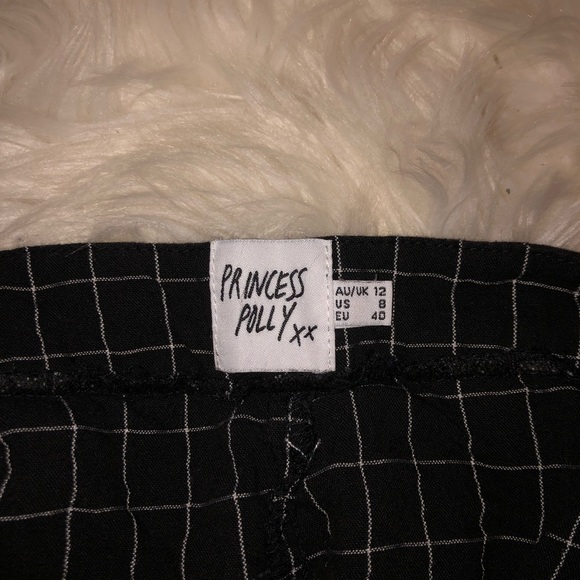 PRINCESS
POLLY xx
AU/UK 12
US 8
EU 40